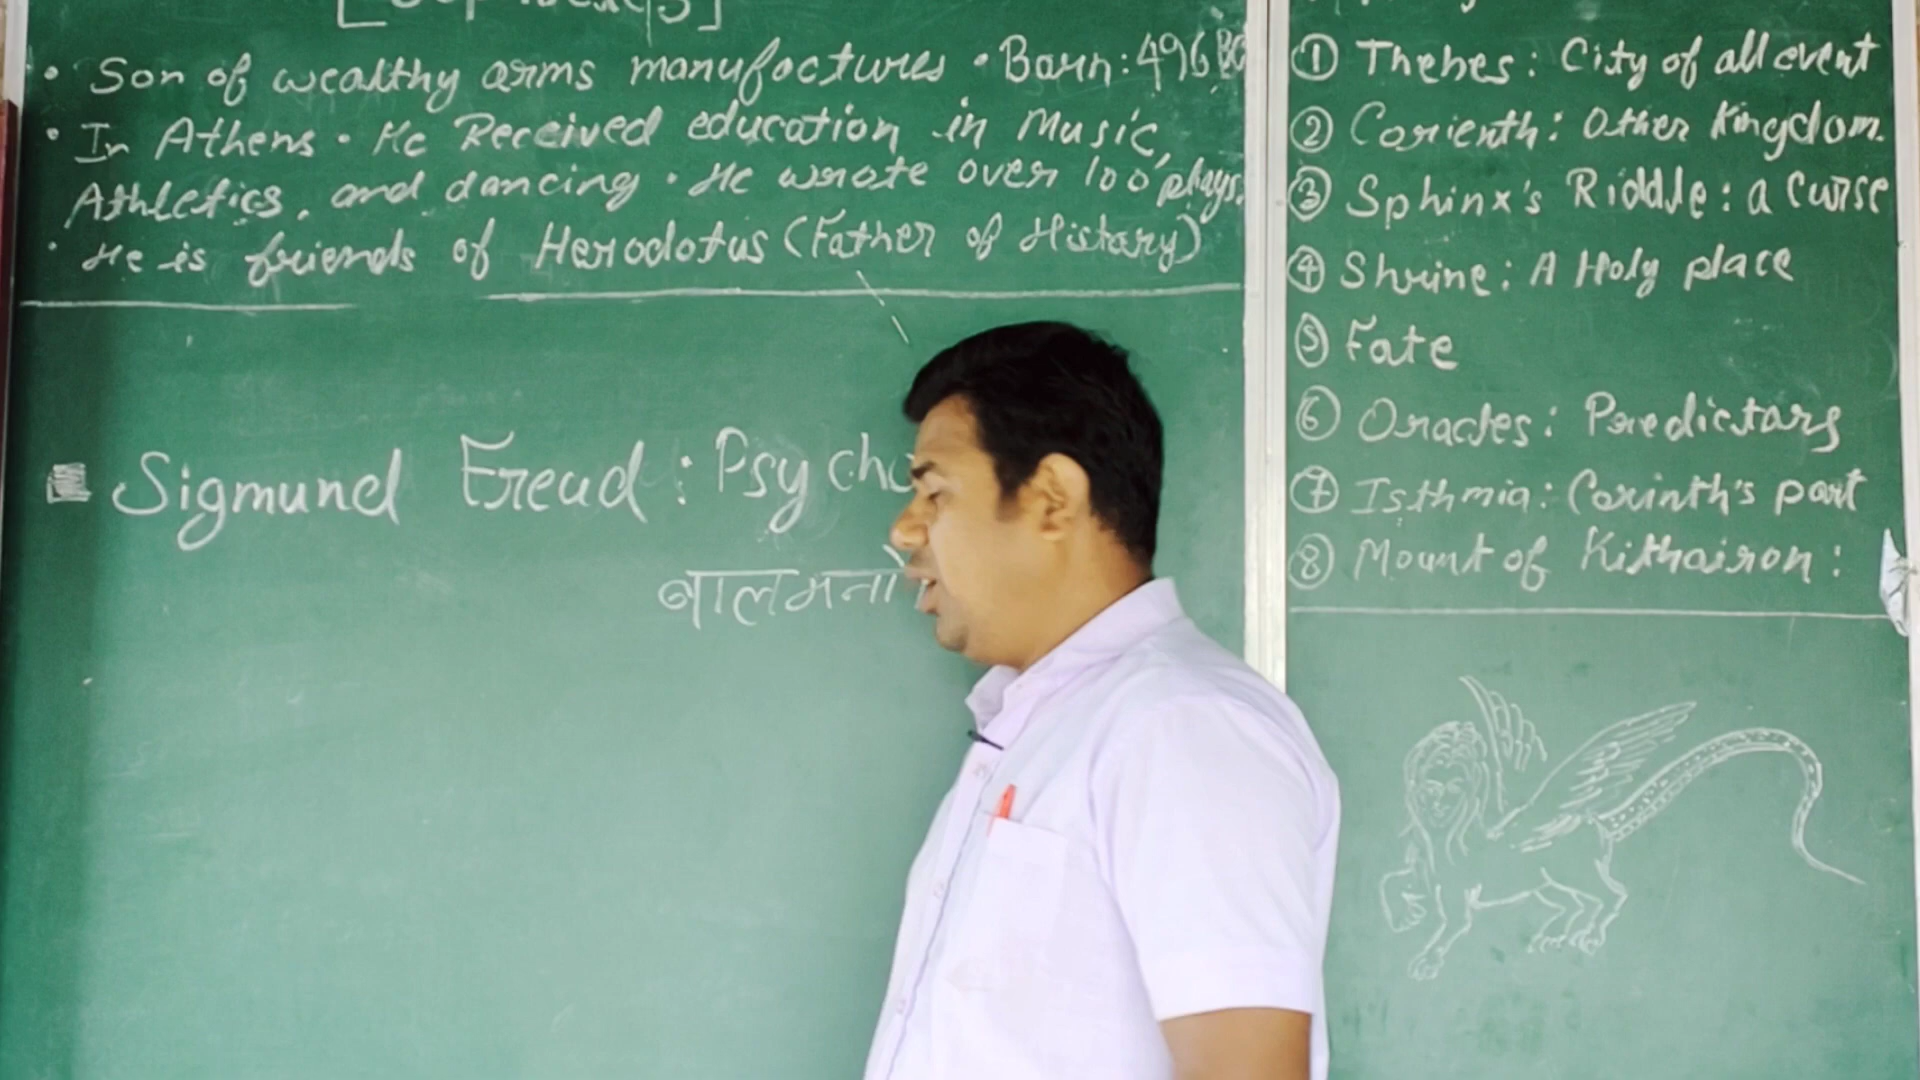 • Son of wealthy arms manufactures • Born: 496 BC
• In Athens. He Received education in Music,
Athletics, and dancing. He wrote over 100 plays.
• He is friends of Herodotus (Father of History)
Sigmund Freud: Psycho
① Thebes: City of all event
② Corienth: Other Kingdom.
③ Sphinx's Riddle: a Curse
④ Shrine: A Holy place
⑤ Fate
⑥ Oracles: Predictors
⑦ Isthmia: Corinth's part
⑧ Mount of Kithairon: